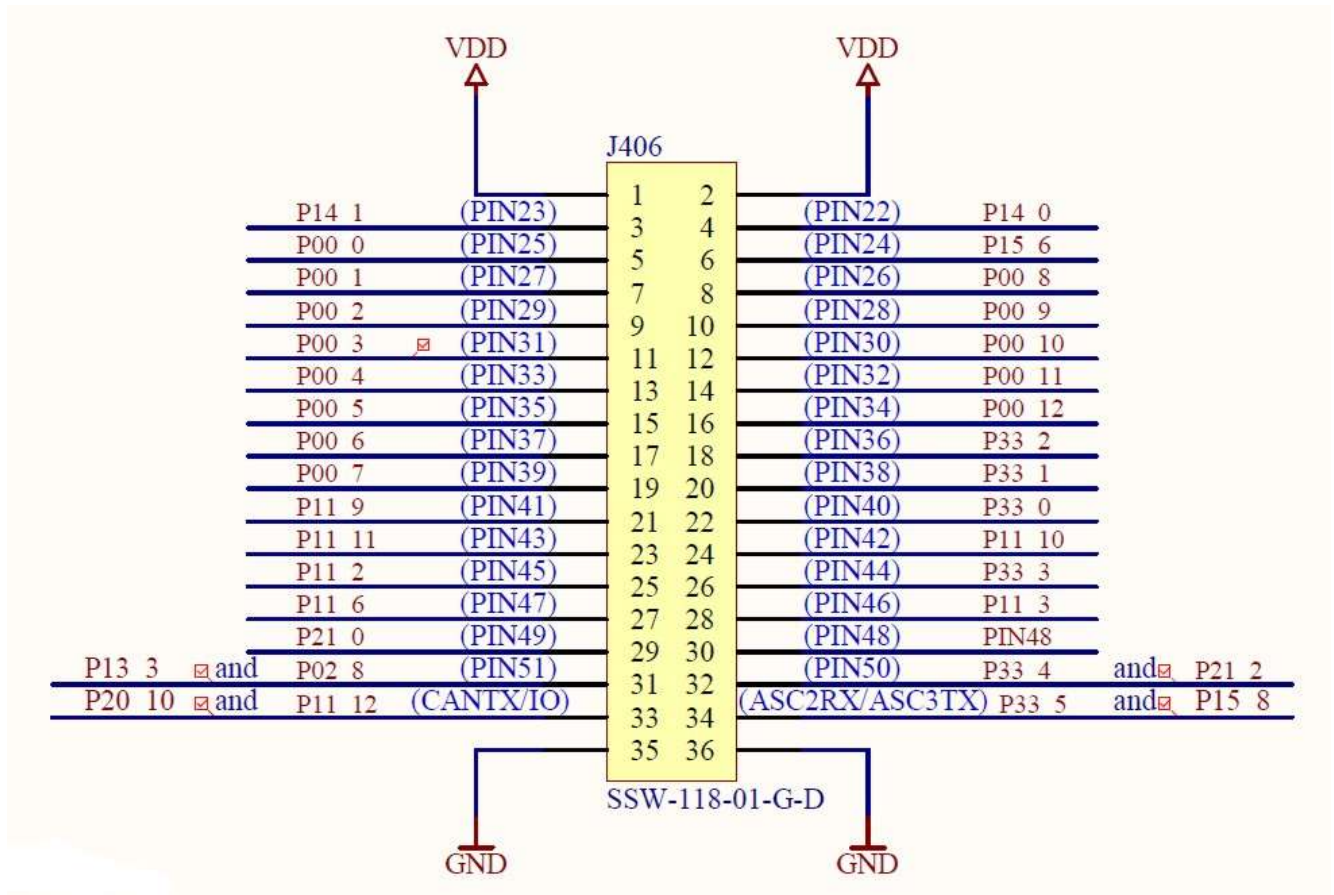 VDD VDD
J406
1 2
P14 1 (PIN23) 3 4 (PIN22) P14 0
P00 0 (PIN25) 5 6 (PIN24) P15 6
P00 1 (PIN27) 7 8 (PIN26) P00 8
P00 2 (PIN29) 9 10 (PIN28) P00 9
P00 3 (PIN31) 11 12 (PIN30) P00 10
P00 4 (PIN33) 13 14 (PIN32) P00 11
P00 5 (PIN35) 15 16 (PIN34) P00 12
P00 6 (PIN37) 17 18 (PIN36) P33 2
P00 7 (PIN39) 19 20 (PIN38) P33 1
P11 9 (PIN41) 21 22 (PIN40) P33 0
P11 11 (PIN43) 23 24 (PIN42) P11 10
P11 2 (PIN45) 25 26 (PIN44) P33 3
P11 6 (PIN47) 27 28 (PIN46) P11 3
P21 0 (PIN49) 29 30 (PIN48) PIN48
P13 3 and P02 8 (PIN51) 31 32 (PIN50) P33 4 and P21 2
P20 10 and P11 12 (CANTX/IO) 33 34 (ASC2RX/ASC3TX) P33 5 and P15 8
35 36
SSW-118-01-G-D
GND GND